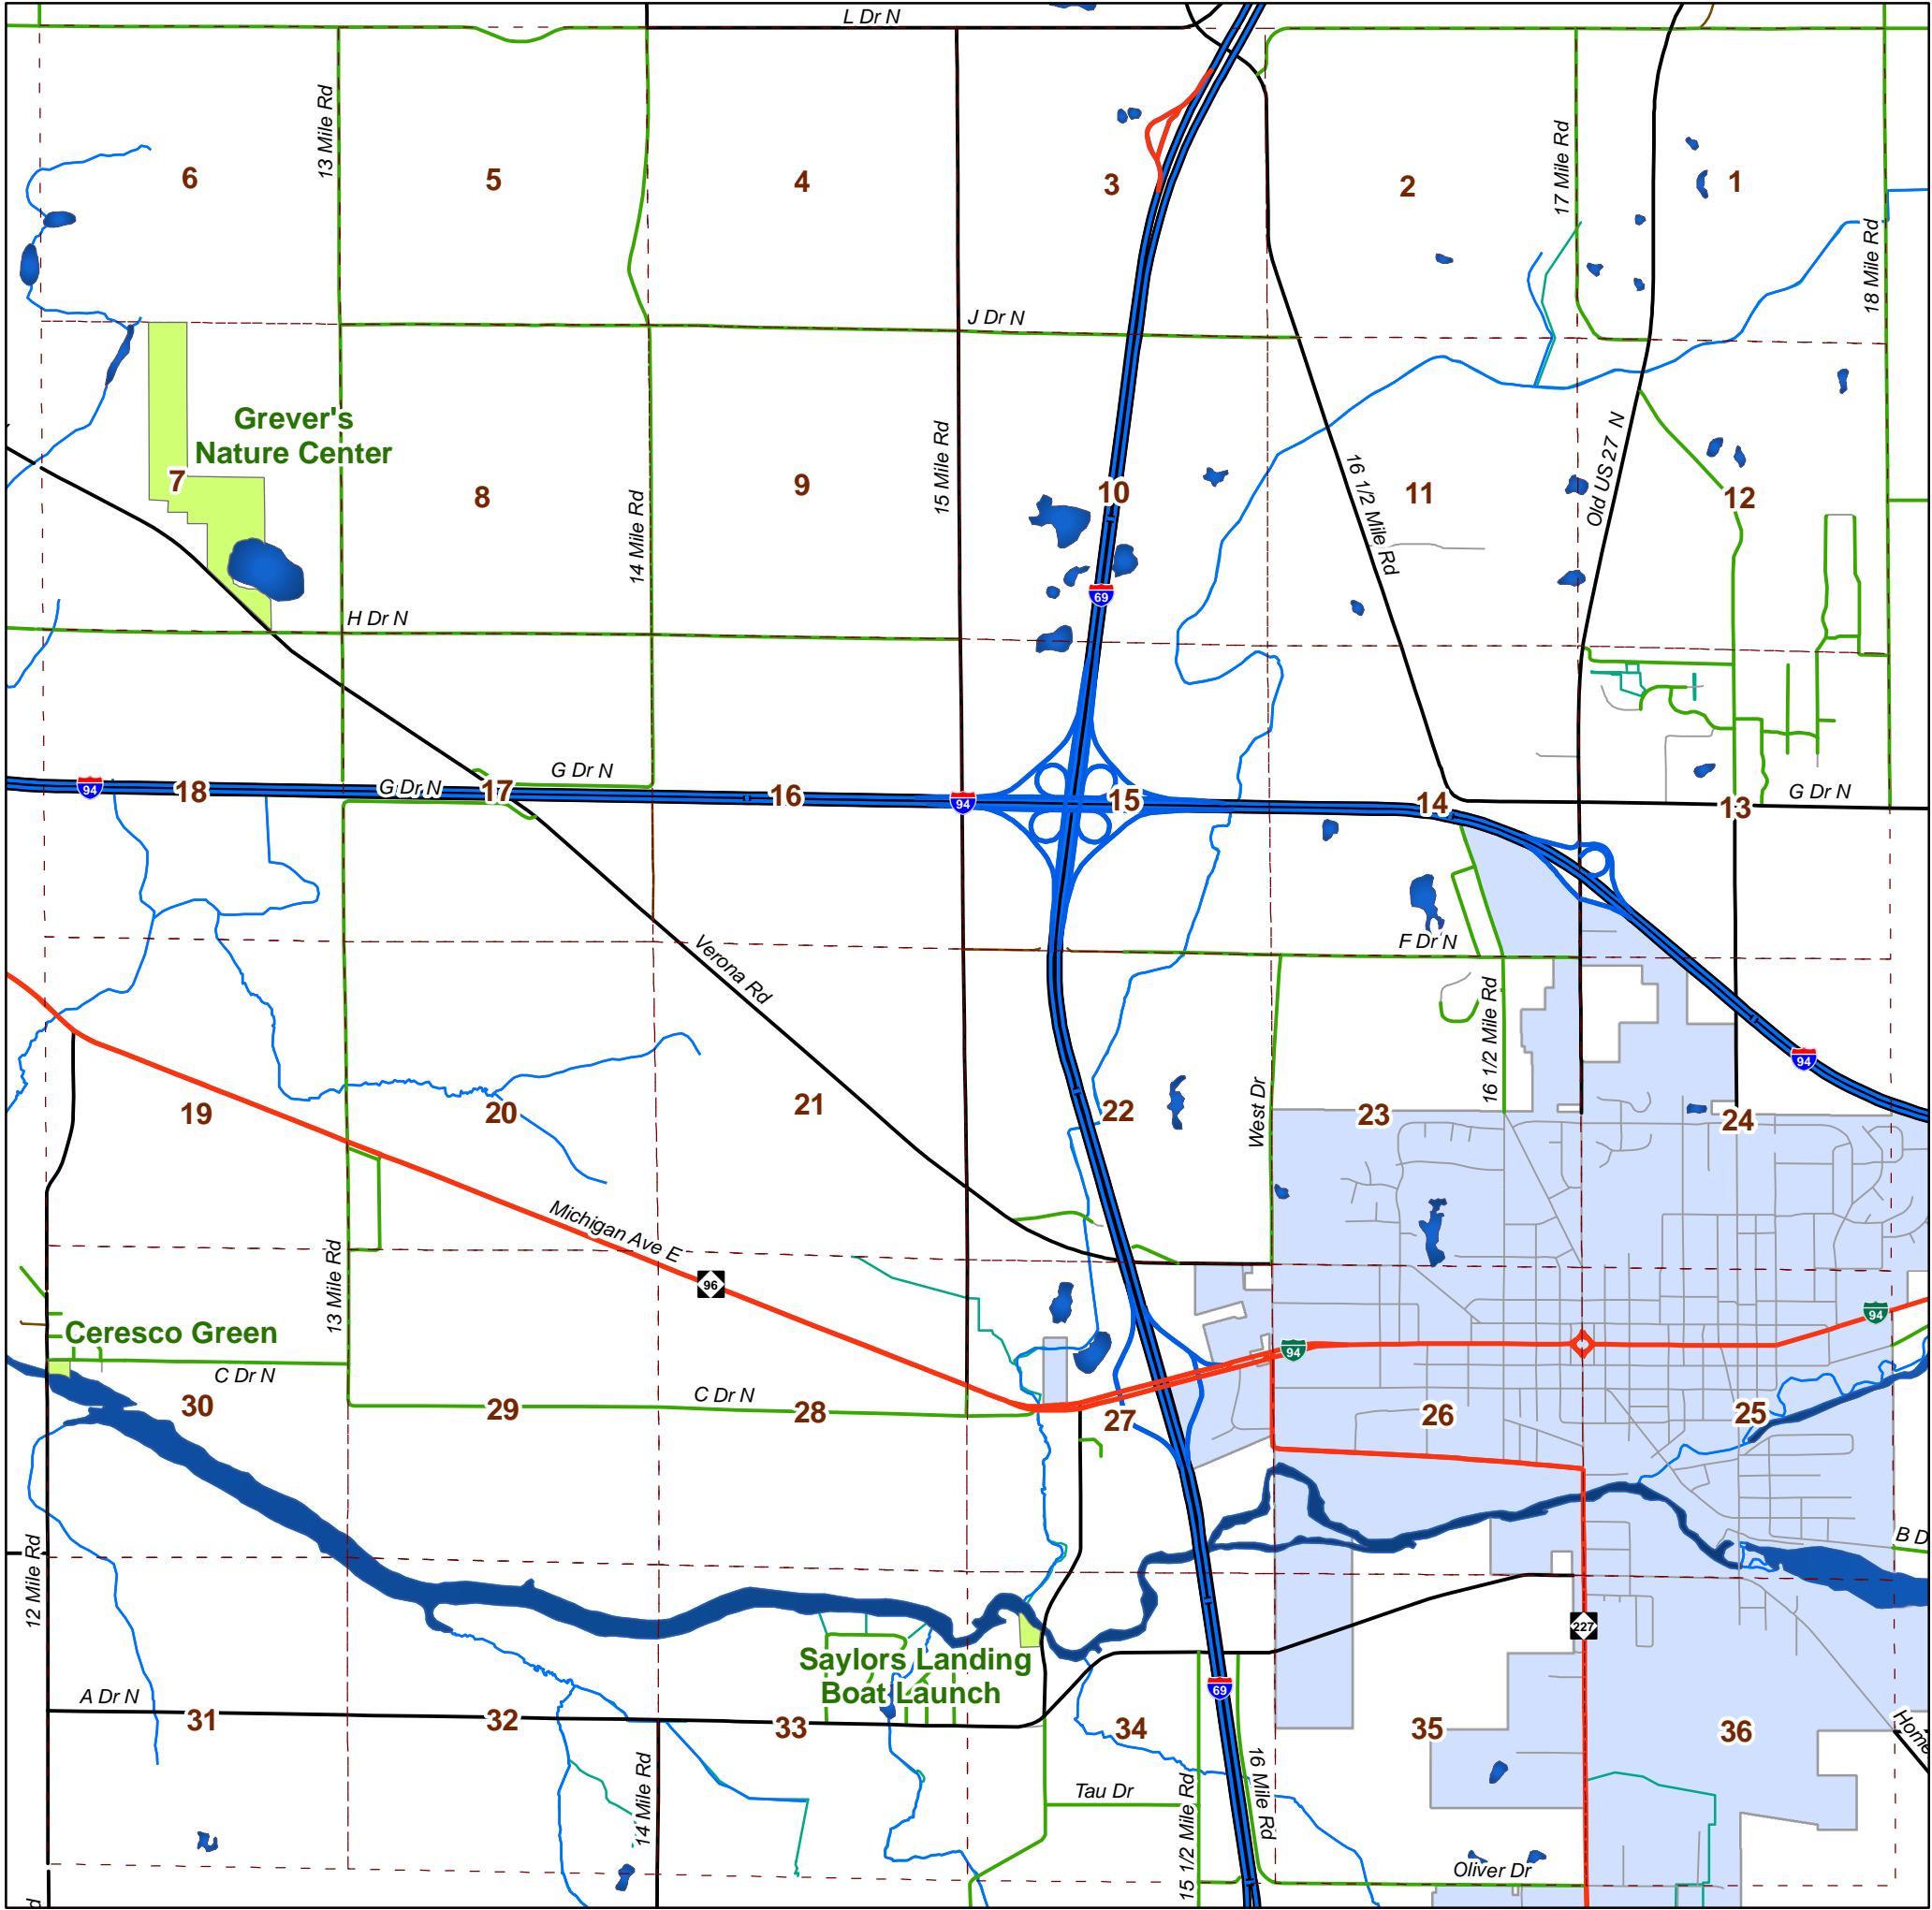 L Dr N
13 Mile Rd
17 Mile Rd
18 Mile Rd
6
5
4
3
2
1
J Dr N
Grever's
Nature Center
15 Mile Rd
14 Mile Rd
16 1/2 Mile Rd
Old US 27 N
7
8
9
10
11
12
69
H Dr N
G Dr N
G Dr N
G Dr N
94
18
17
16
94
15
14
13
F Dr N
Verona Rd
16 1/2 Mile Rd
94
West Dr
19
20
21
22
23
24
Michigan Ave E
96
13 Mile Rd
94
94
Ceresco Green
C Dr N
C Dr N
30
29
28
27
26
25
B D
12 Mile Rd
227
Saylors Landing
Boat Launch
69
A Dr N
31
32
33
34
35
36
Home
14 Mile Rd
Tau Dr
15 1/2 Mile Rd
16 Mile Rd
Oliver Dr
d